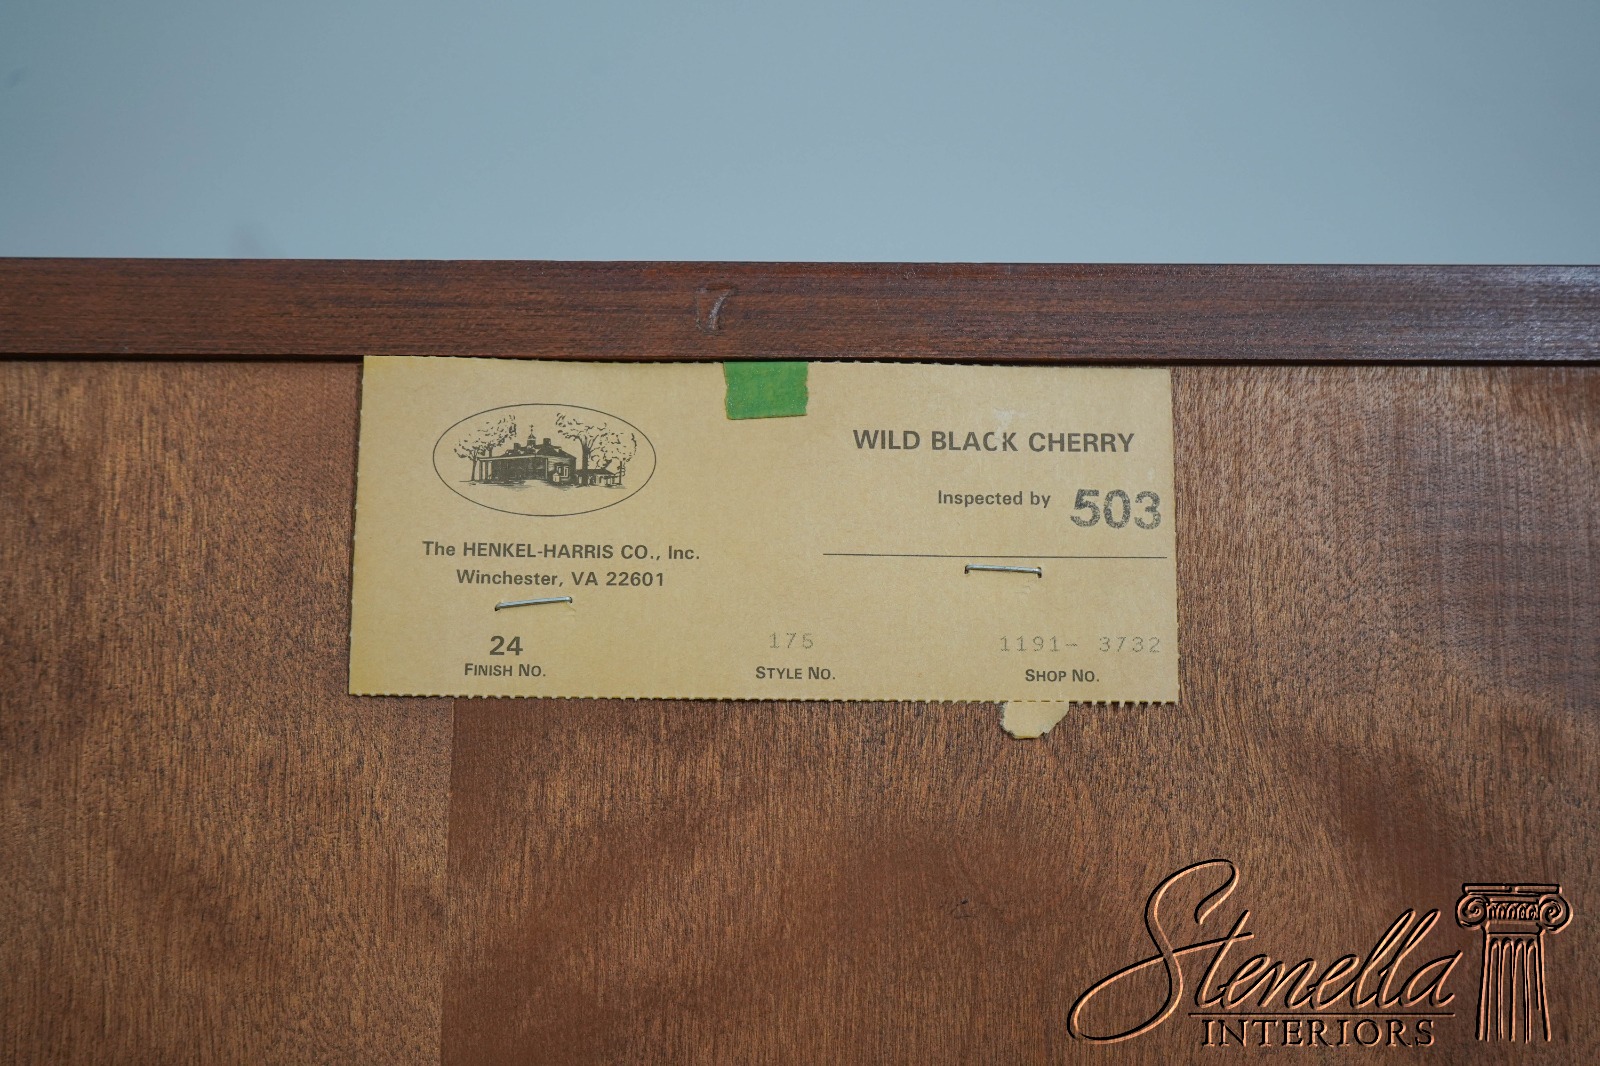 7
WILD BLACK CHERRY
Inspected by 503
The HENKEL-HARRIS CO., Inc.
Winchester, VA 22601
24 175 1191- 3732
FINISH NO. STYLE NO. SHOP NO.
Stenella
INTERIORS